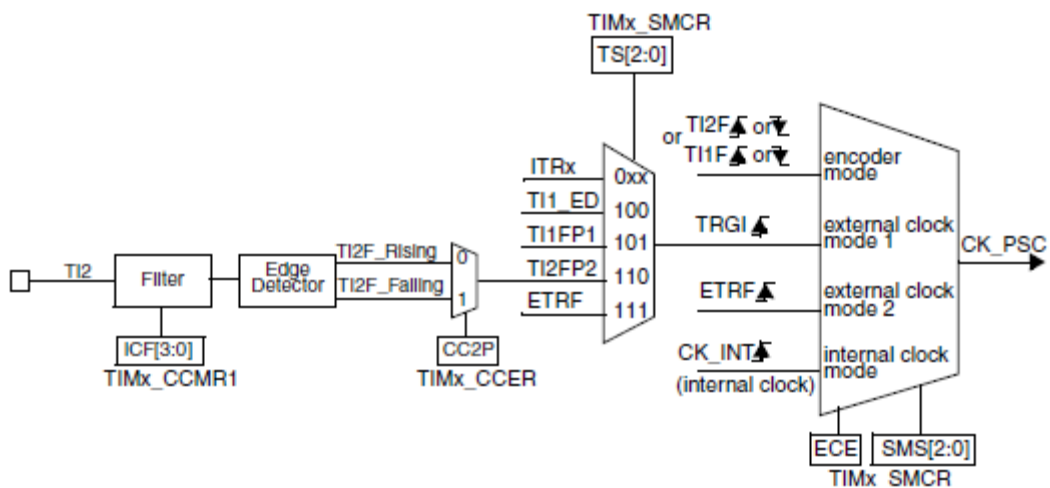 TIMx_SMCR
TS[2:0]
or TI2F or
TI1F or
encoder
mode
ITRx
0xx
TI1_ED
100
TRGI
external clock
mode 1
TI1FP1
101
CK_PSC
TI2F_Rising
0
TI2
Filter
Edge
Detector
TI2FP2
110
TI2F_Falling
1
ETRF
111
ETRF
external clock
mode 2
ICF[3:0]
TIMx_CCMR1
CC2P
TIMx_CCER
CK_INT
(internal clock)
internal clock
mode
ECE
SMS[2:0]
TIMx_SMCR